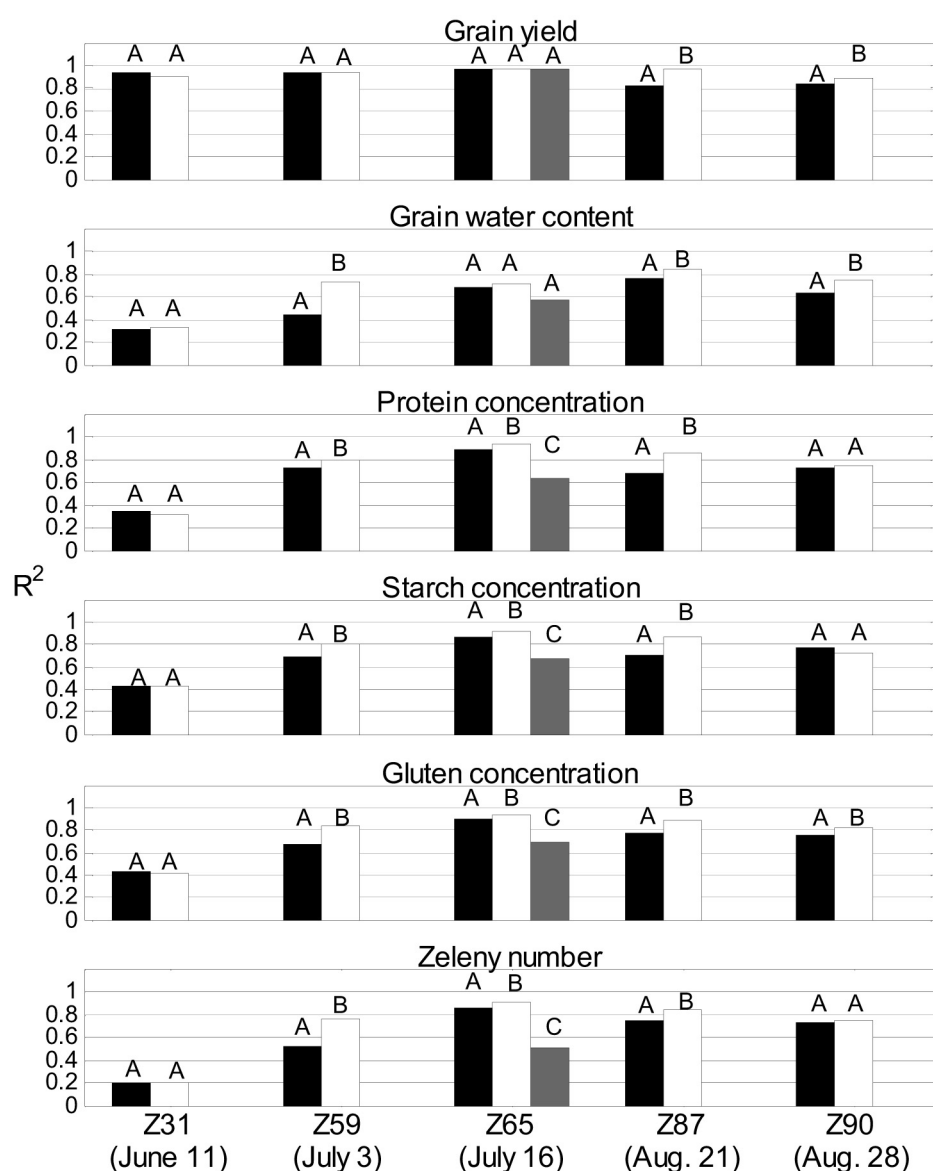 Grain yield
A A A A A A A A B A B
1
0.8
0.6
0.4
0.2
0
Grain water content
A A A B A A A A B A B
1
0.8
0.6
0.4
0.2
0
Protein concentration
A A A B A B C A B A A
1
0.8
0.6
0.4
0.2
0
R²
Starch concentration
A A A B A B C A B A A
1
0.8
0.6
0.4
0.2
0
Gluten concentration
A A A B A B C A B A B
1
0.8
0.6
0.4
0.2
0
Zeleny number
A A A B A B C A B A A
1
0.8
0.6
0.4
0.2
0
Z31 Z59 Z65 Z87 Z90
(June 11) (July 3) (July 16) (Aug. 21) (Aug. 28)